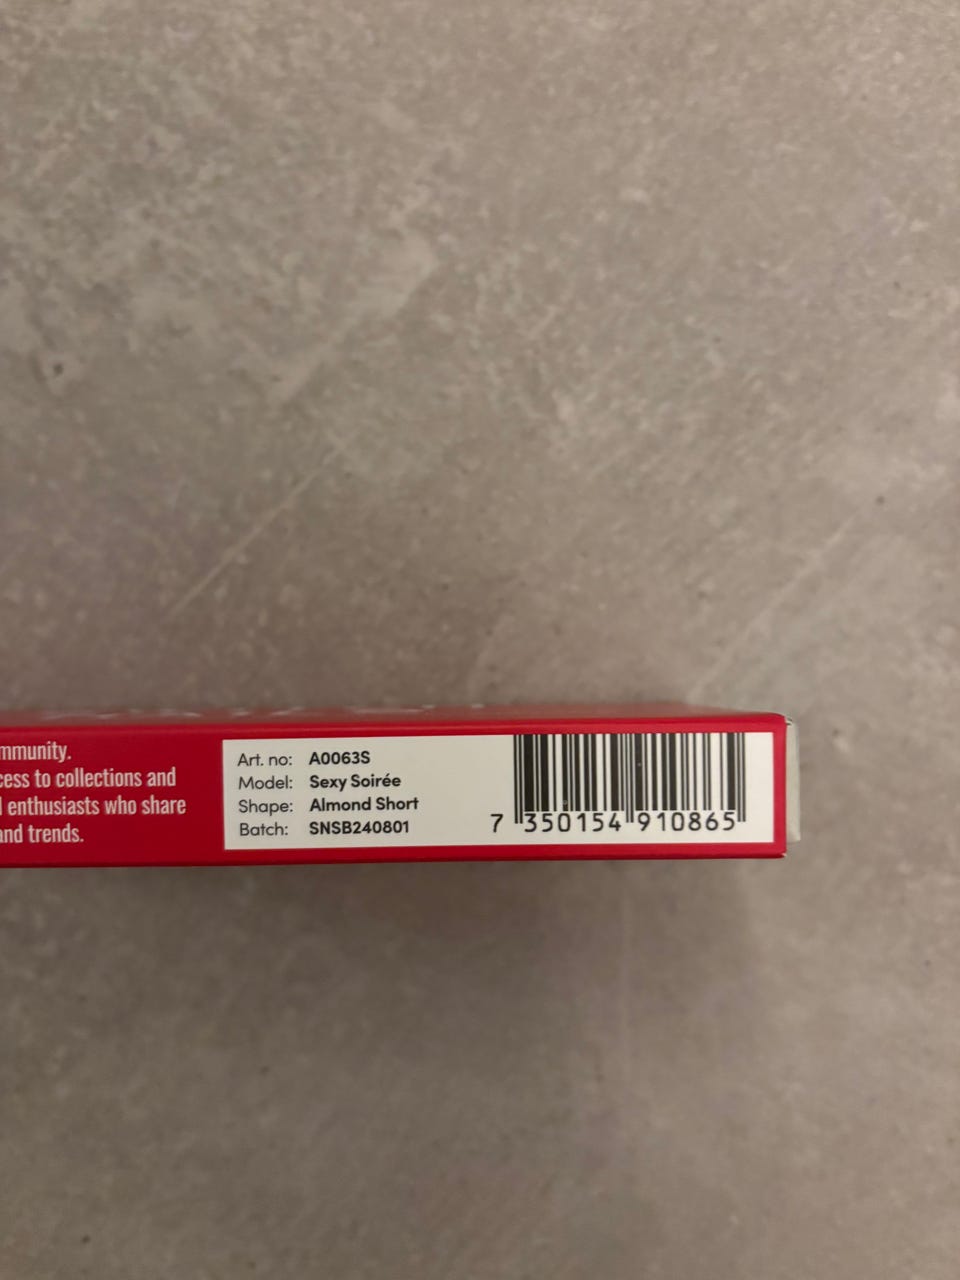 mmunity.
cess to collections and
l enthusiasts who share
and trends.
Art. no: A0063S
Model: Sexy Soirée
Shape: Almond Short
Batch: SNSB240801
7 350154 910865